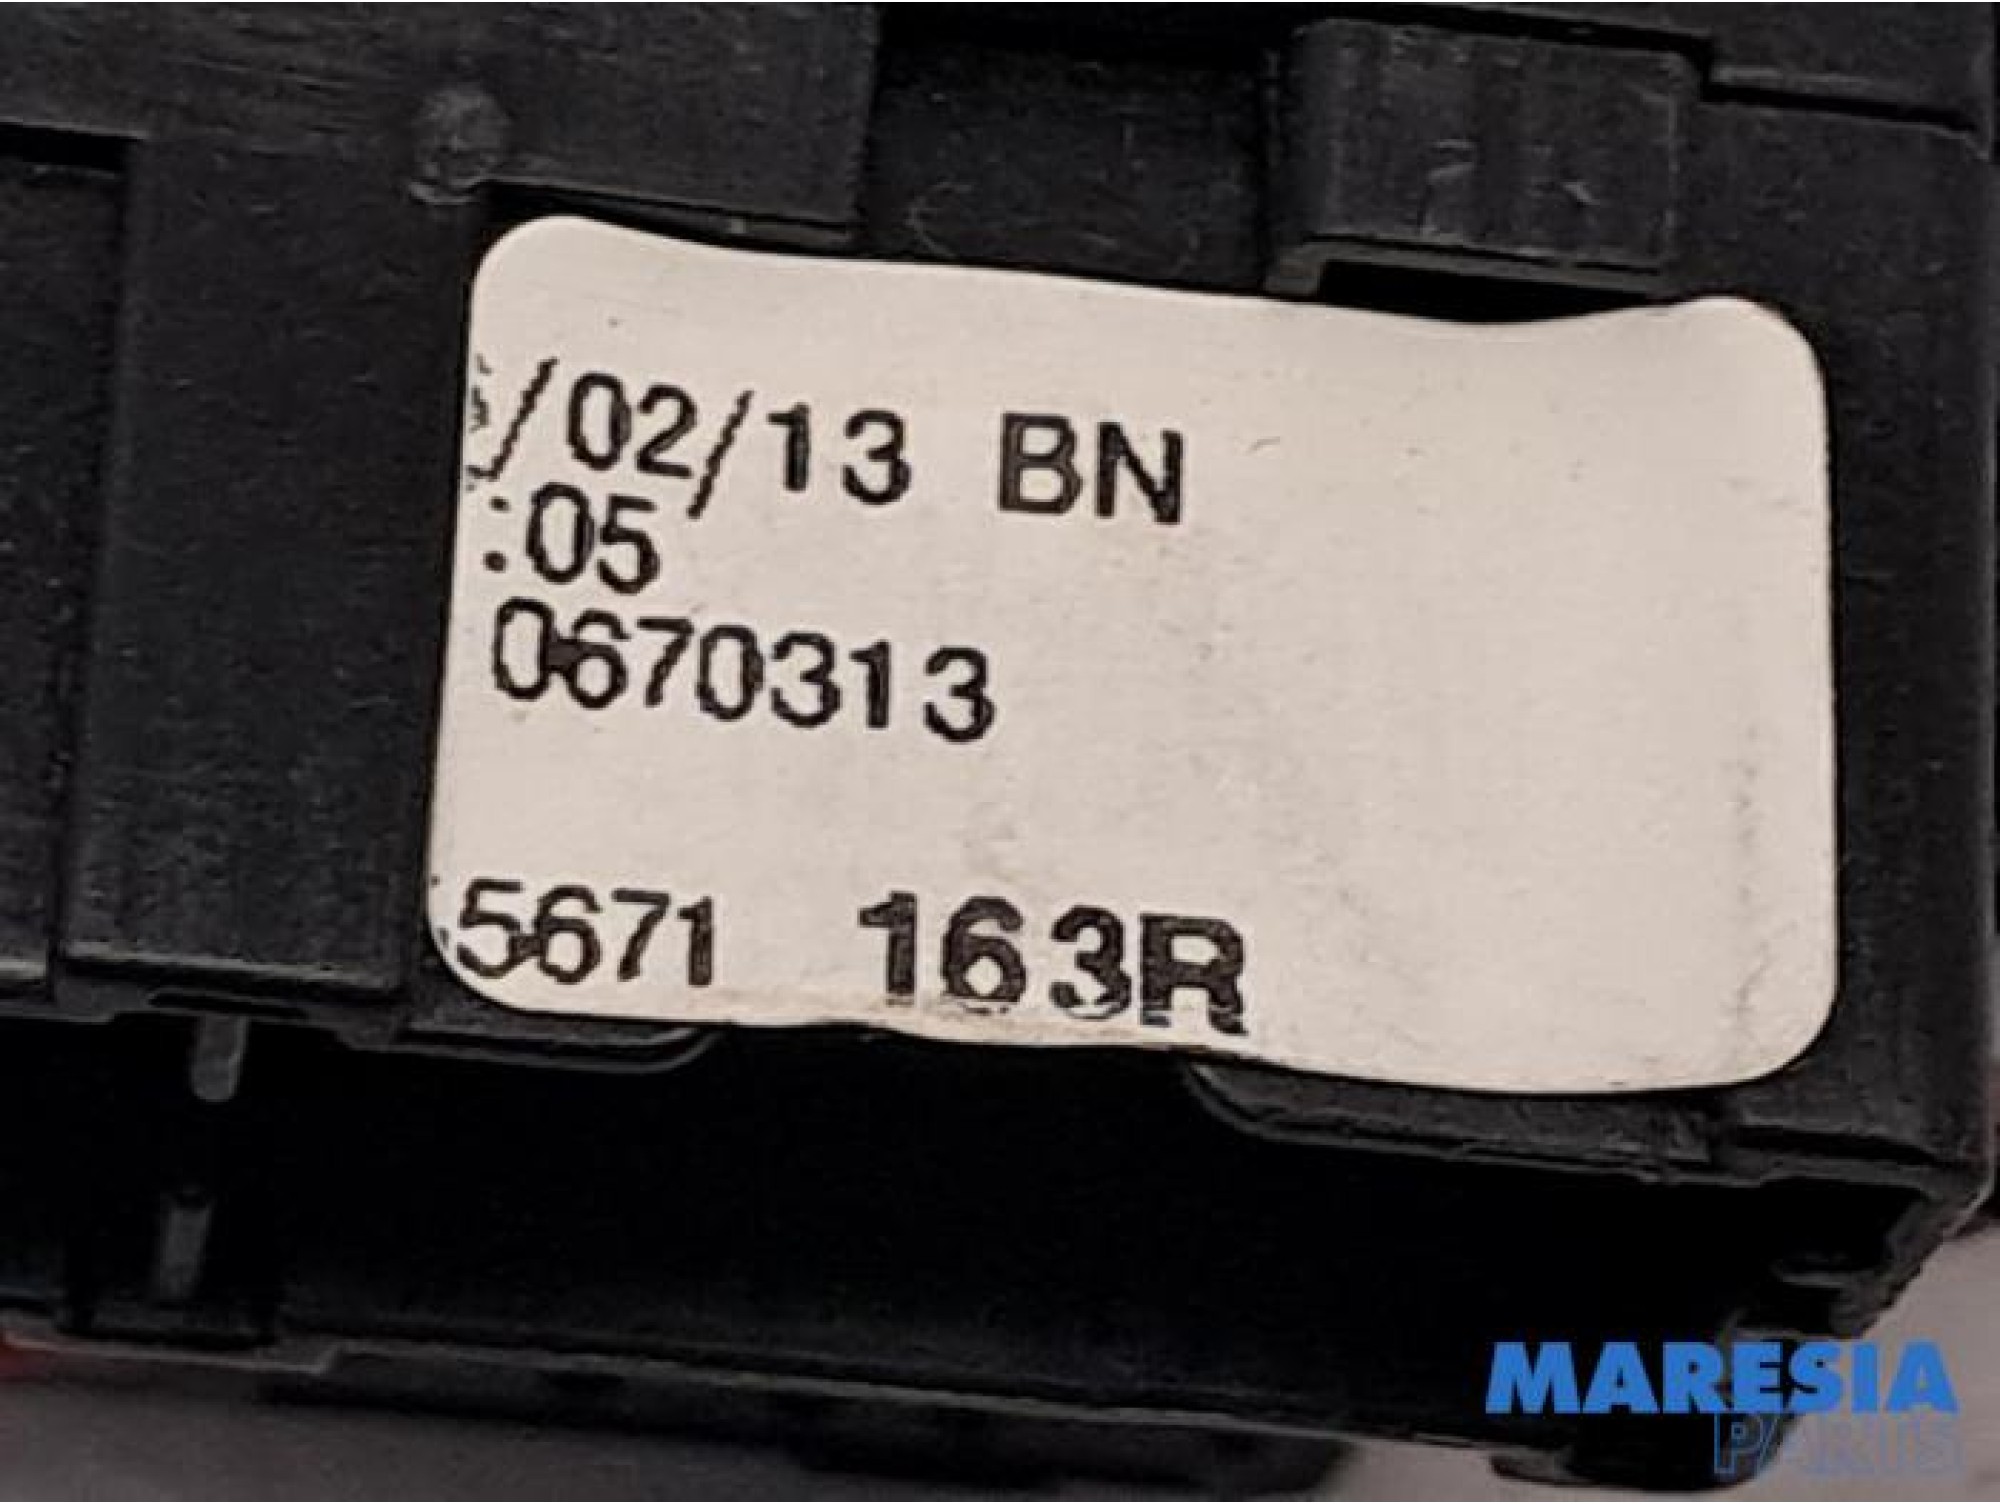 /02/13 BN
:05
0670313
5671 163R
MARESIA
PARTS